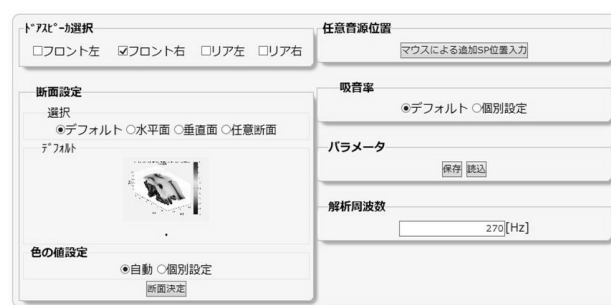 ﾄﾞｱｽﾋﾟｰｶ選択
□フロント左 ☑フロント右 □リア左 □リア右
断面設定
選択
◉デフォルト ○水平面 ○垂直面 ○任意断面
ﾃﾞﾌｫﾙﾄ
色の値設定
◉自動 ○個別設定
断面決定
任意音源位置
マウスによる追加SP位置入力
吸音率
◉デフォルト ○個別設定
パラメータ
保存 読込
解析周波数
270 [Hz]